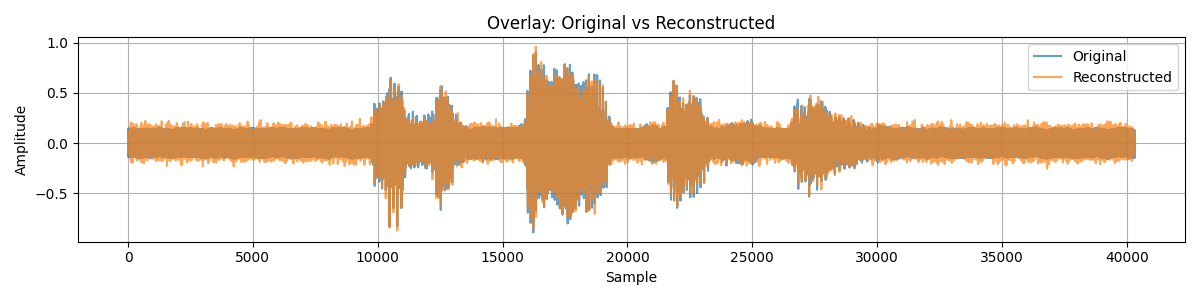 Overlay: Original vs Reconstructed
Original
Reconstructed
Amplitude
1.0
0.5
0.0
−0.5
0 5000 10000 15000 20000 25000 30000 35000 40000
Sample